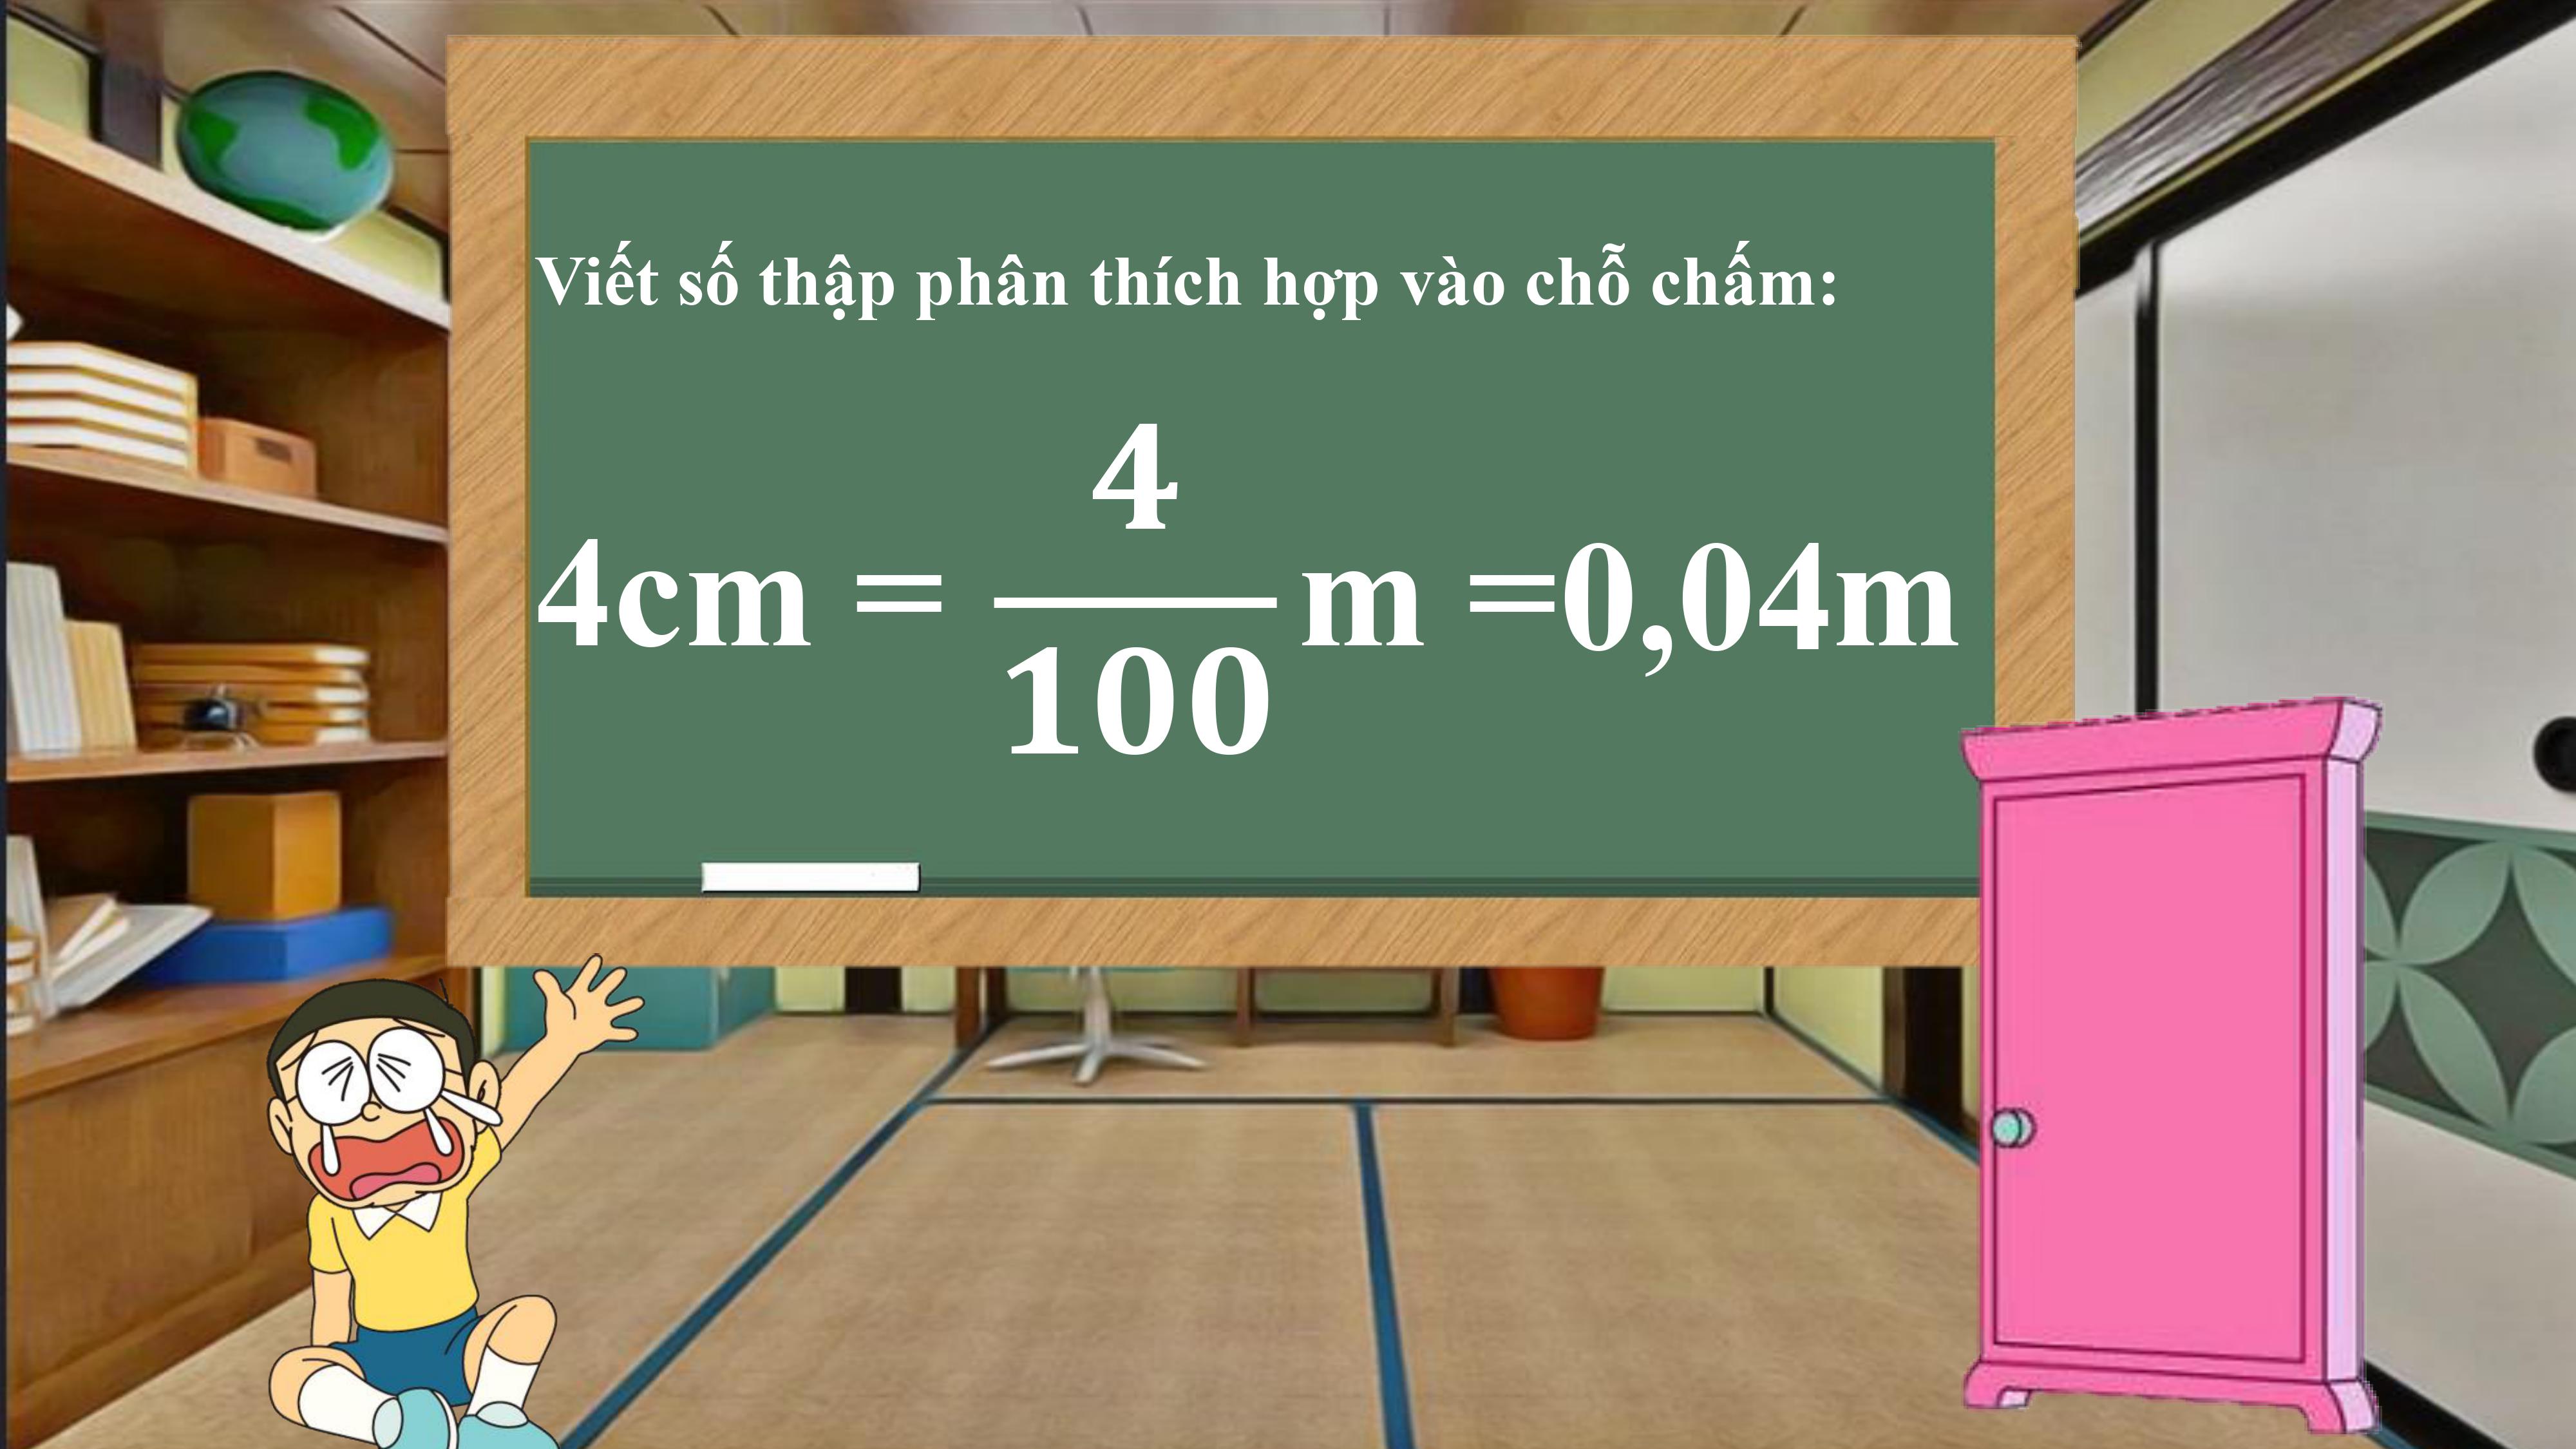 Viết số thập phân thích hợp vào chỗ chấm:
4cm = 4/100 m =0,04m